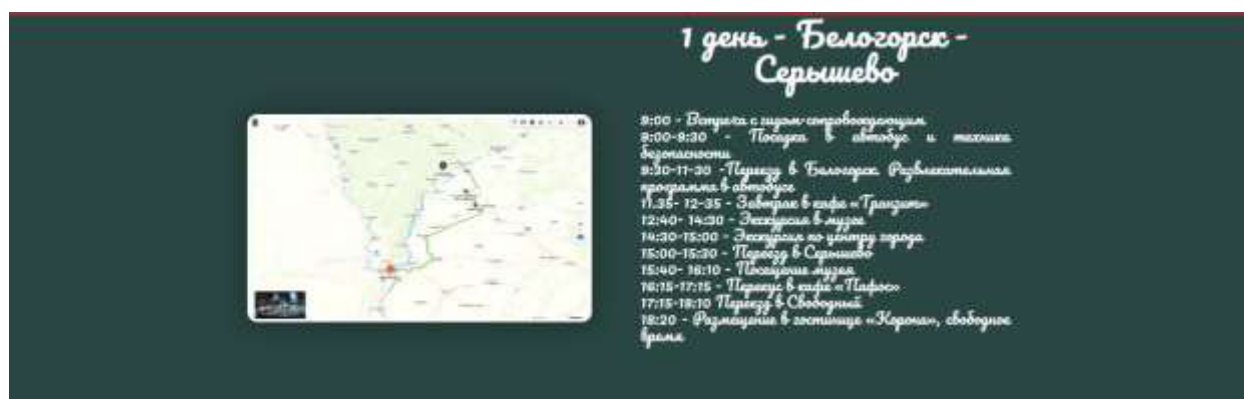 1 день - Белогорск -
Серышево
9:00 - Встреча с гидом-сопровождающим
9:00-9:30 - Посадка в автобус и техника
безопасности
9:30-11-30 -Переезд в Белогорск. Развлекательная
программа в автобусе
11.35- 12-35 - Завтрак в кафе «Транзит»
12:40- 14:30 - Экскурсия в музее
14:30-15:00 - Экскурсия по центру города
15:00-15:30 - Переезд в Серышево
15:40- 16:10 - Посещение музея
16:15-17:15 - Перекус в кафе «Пафос»
17:15-18:10 Переезд в Свободный
18:20 - Размещение в гостинице «Корона», свободное
время